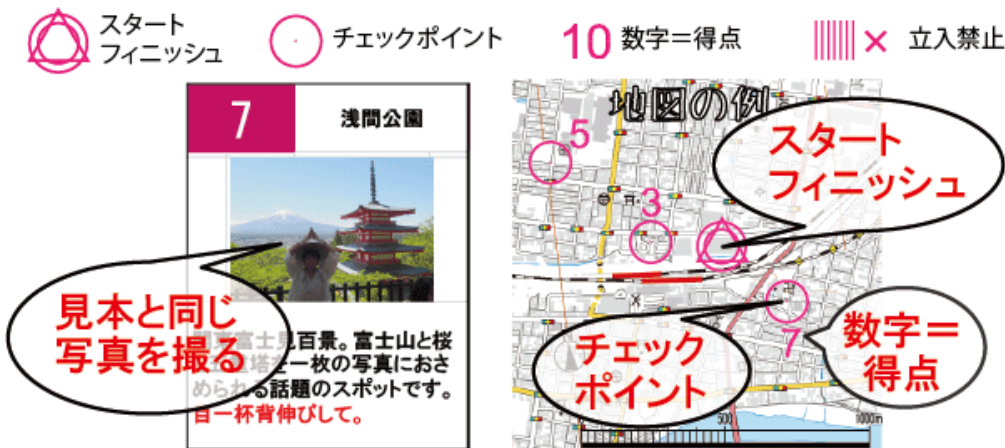 スタート
フィニッシュ
チェックポイント
10 数字=得点
× 立入禁止
7 浅間公園
見本と同じ
写真を撮る
富士見百景。富士山と桜
を一枚の写真におさ
められる話題のスポットです。
目一杯背伸びして。
地図の例
5
3
スタート
フィニッシュ
7
チェック
ポイント
数字=
得点
500
1000m